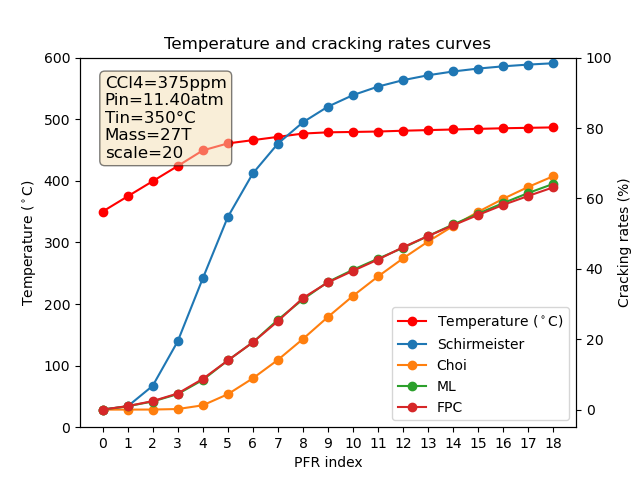 Temperature and cracking rates curves
CCl4=375ppm
Pin=11.40atm
Tin=350°C
Mass=27T
scale=20
Temperature (°C)
600
500
400
300
200
100
0
100
80
60
40
20
0
Cracking rates (%)
Temperature (°C)
Schirmeister
Choi
ML
FPC
0 1 2 3 4 5 6 7 8 9 10 11 12 13 14 15 16 17 18
PFR index